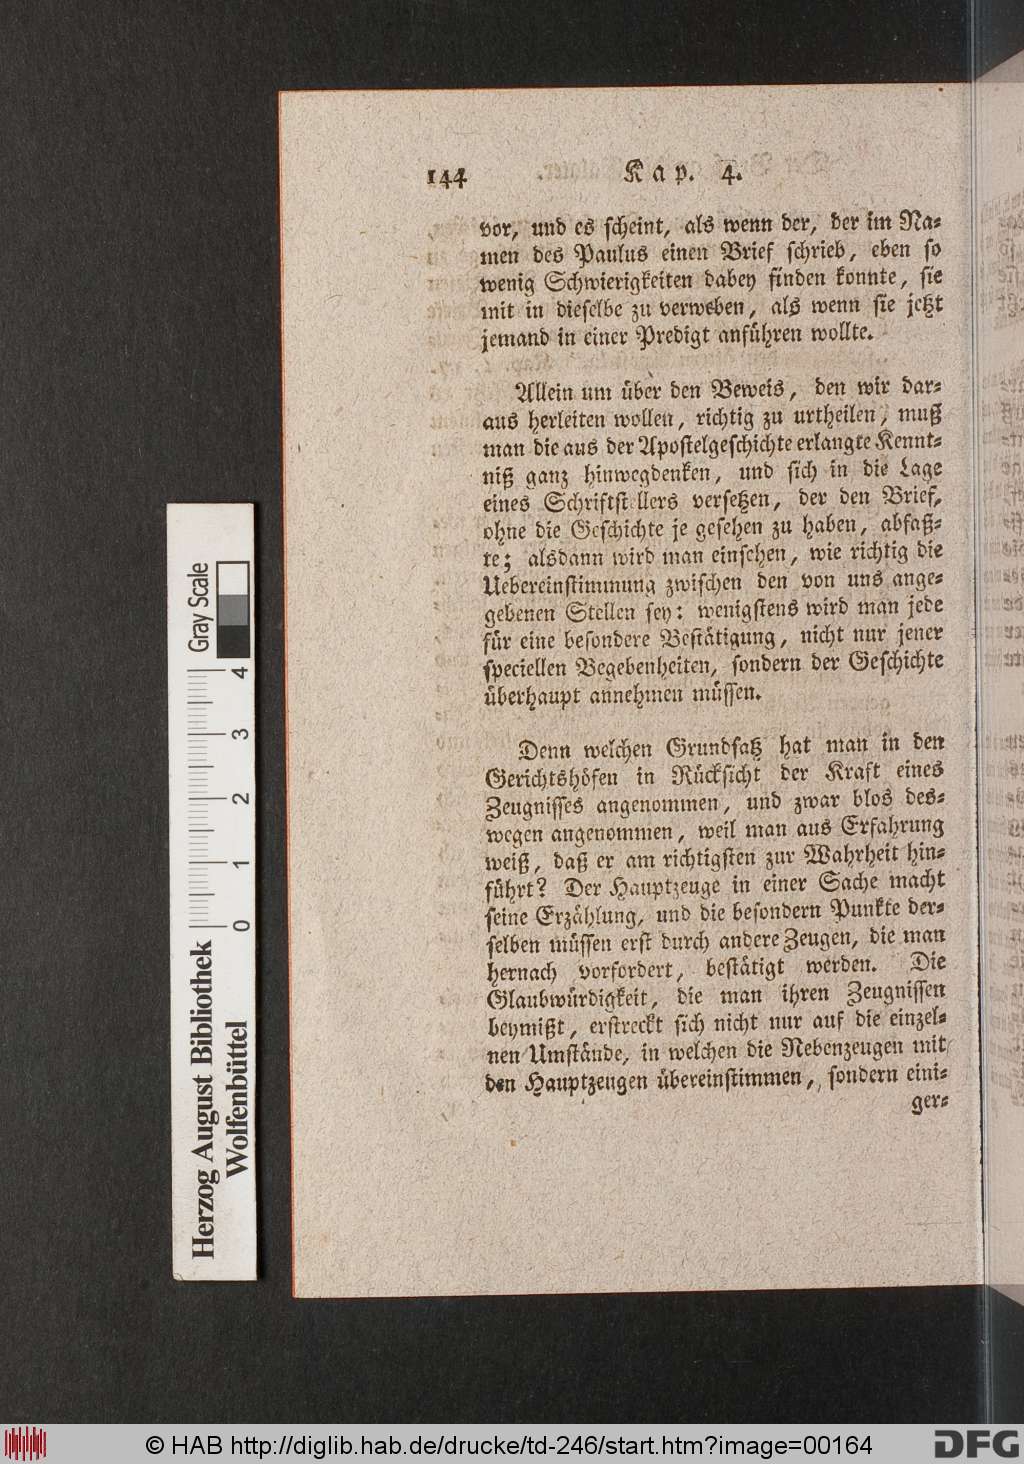 144 Kap. 4.
vor, und es scheint, als wenn der, der im Na-
men des Paulus einen Brief schrieb, eben so
wenig Schwierigkeiten dabey finden konnte, sie
mit in dieselbe zu verweben, als wenn sie jetzt
jemand in einer Predigt anführen wollte.
Allein um über den Beweis, den wir dar-
aus herleiten wollen, richtig zu urtheilen, muß
man die aus der Apostelgeschichte erlangte Kennt-
niß ganz hinwegdenken, und sich in die Lage
eines Schriftstellers versetzen, der den Brief,
ohne die Geschichte je gesehen zu haben, abfaß-
te; alsdann wird man einsehen, wie richtig die
Uebereinstimmung zwischen den von uns ange-
gebenen Stellen sey: wenigstens wird man jede
für eine besondere Bestätigung, nicht nur jener
speciellen Begebenheiten, sondern der Geschichte
überhaupt annehmen müssen.
Denn welchen Grundsatz hat man in den
Gerichtshöfen in Rücksicht der Kraft eines
Zeugnisses angenommen, und zwar blos des-
wegen angenommen, weil man aus Erfahrung
weiß, daß er am richtigsten zur Wahrheit hin-
führt? Der Hauptzeuge in einer Sache macht
seine Erzählung, und die besondern Punkte der-
selben müssen erst durch andere Zeugen, die man
hernach vorfordert, bestätigt werden. Die
Glaubwürdigkeit, die man ihren Zeugnissen
beymißt, erstreckt sich nicht nur auf die einzel-
nen Umstände, in welchen die Nebenzeugen mit
den Hauptzeugen übereinstimmen, sondern eini-
ger-
Gray Scale
0 1 2 3 4
Herzog August Bibliothek
Wolfenbüttel
© HAB http://diglib.hab.de/drucke/td-246/start.htm?image=00164
DFG